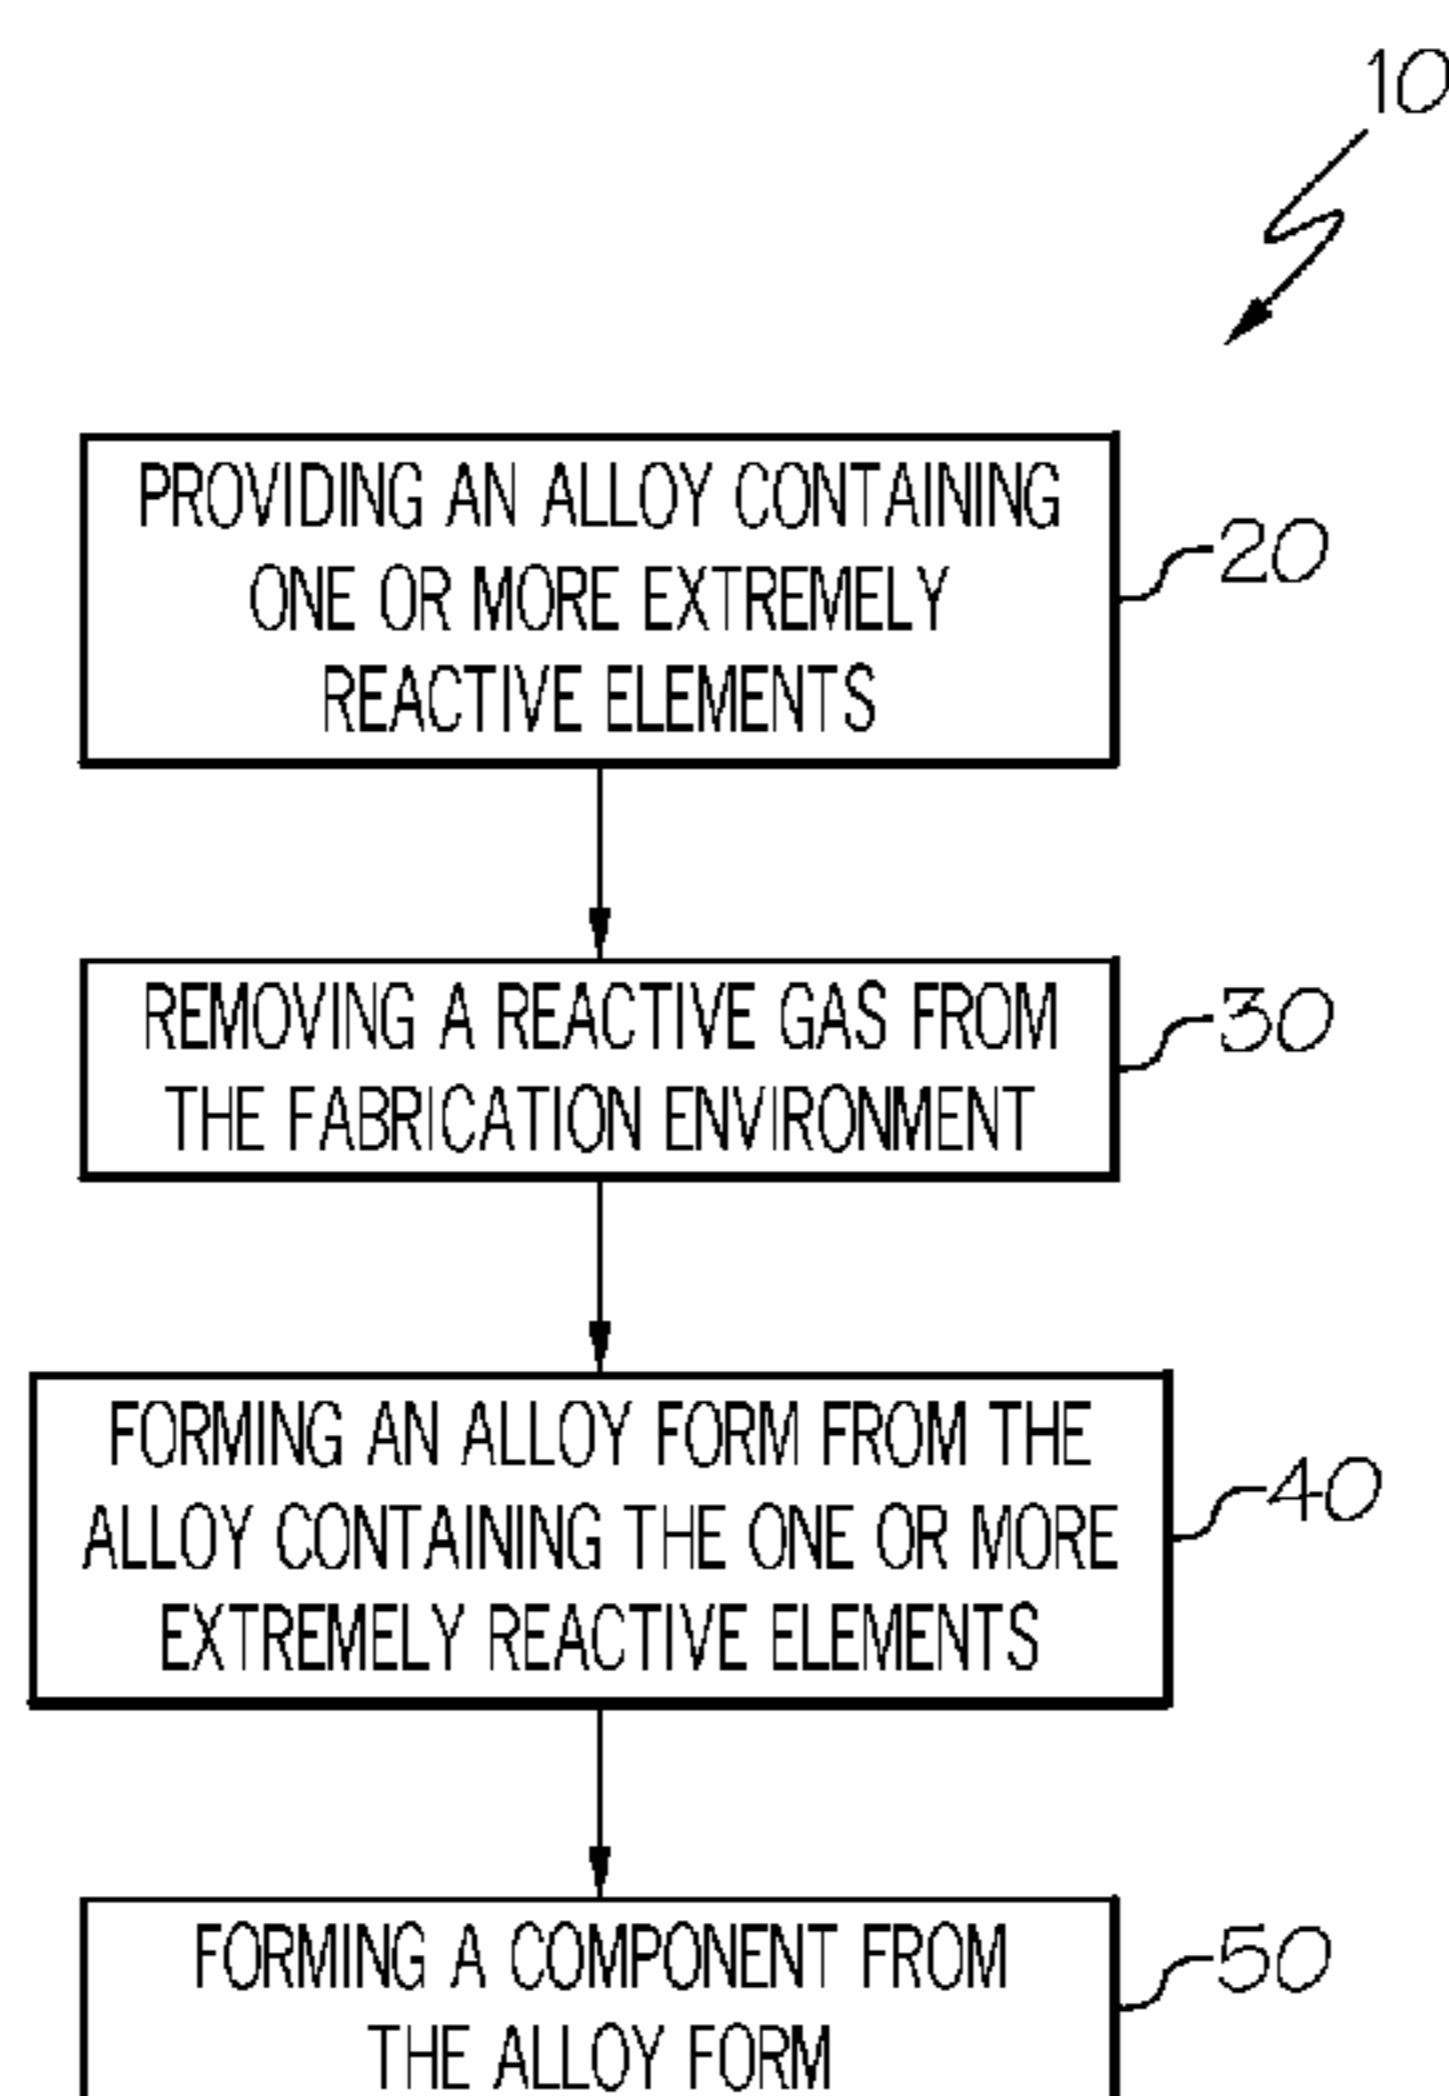 10
PROVIDING AN ALLOY CONTAINING
ONE OR MORE EXTREMELY
REACTIVE ELEMENTS
20
REMOVING A REACTIVE GAS FROM
THE FABRICATION ENVIRONMENT
30
FORMING AN ALLOY FORM FROM THE
ALLOY CONTAINING THE ONE OR MORE
EXTREMELY REACTIVE ELEMENTS
40
FORMING A COMPONENT FROM
THE ALLOY FORM
50